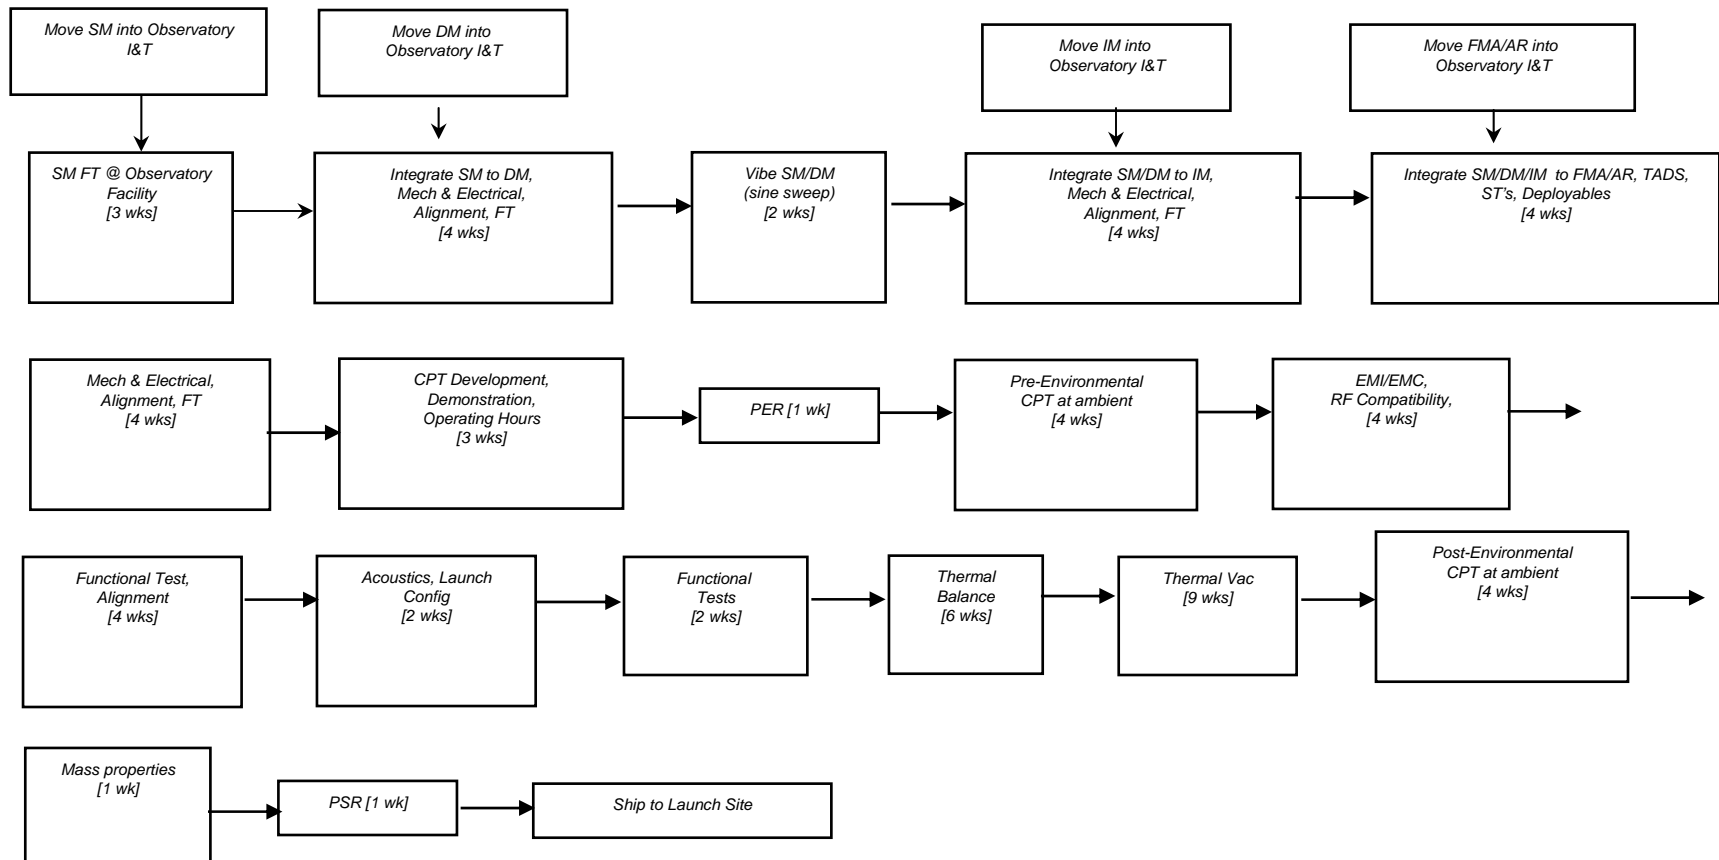 Move SM into Observatory
I&T
Move DM into
Observatory I&T
Move IM into
Observatory I&T
Move FMA/AR into
Observatory I&T
SM FT @ Observatory
Facility
[3 wks]
Integrate SM to DM,
Mech & Electrical,
Alignment, FT
[4 wks]
Vibe SM/DM
(sine sweep)
[2 wks]
Integrate SM/DM to IM,
Mech & Electrical,
Alignment, FT
[4 wks]
Integrate SM/DM/IM to FMA/AR, TADS,
ST's, Deployables
[4 wks]
Mech & Electrical,
Alignment, FT
[4 wks]
CPT Development,
Demonstration,
Operating Hours
[3 wks]
PER [1 wk]
Pre-Environmental
CPT at ambient
[4 wks]
EMI/EMC,
RF Compatibility,
[4 wks]
Functional Test,
Alignment
[4 wks]
Acoustics, Launch
Config
[2 wks]
Functional
Tests
[2 wks]
Thermal
Balance
[6 wks]
Thermal Vac
[9 wks]
Post-Environmental
CPT at ambient
[4 wks]
Mass properties
[1 wk]
PSR [1 wk]
Ship to Launch Site